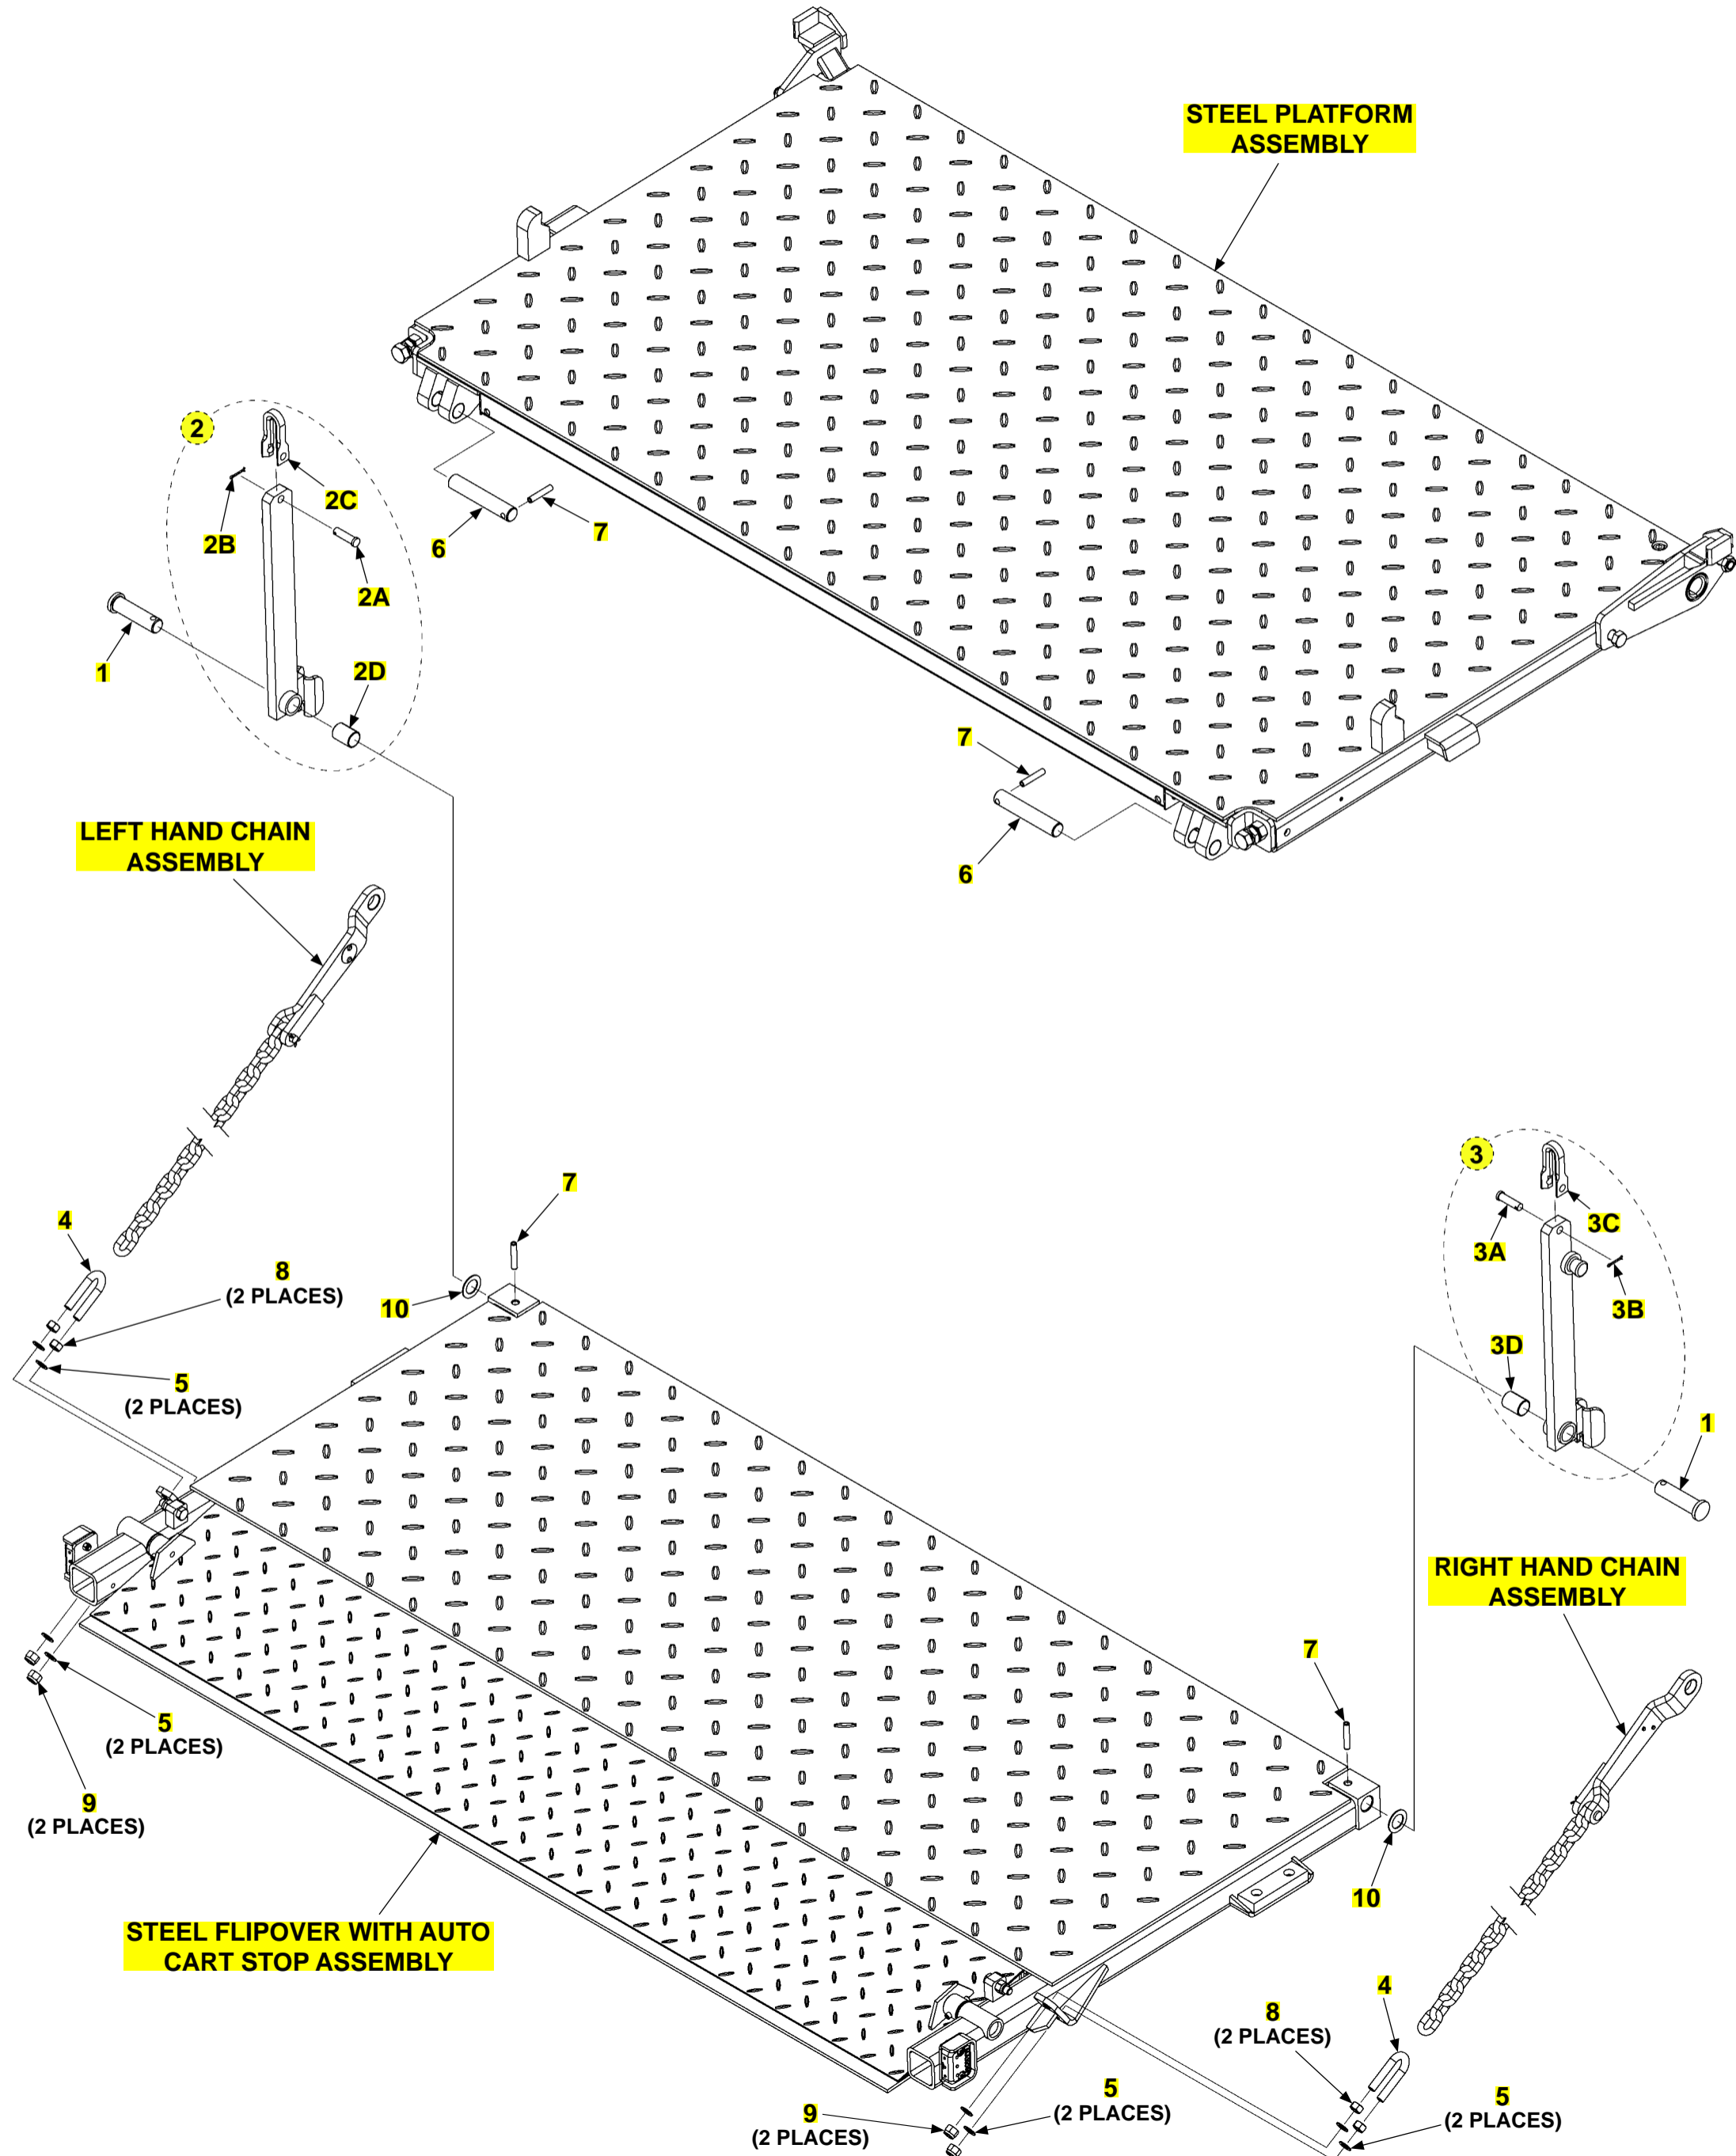 STEEL PLATFORM
ASSEMBLY
2
2C
2B
6
7
2A
1
2D
7
6
LEFT HAND CHAIN
ASSEMBLY
3
7
4
3C
3A
8
(2 PLACES)
10
3B
3D
5
(2 PLACES)
1
RIGHT HAND CHAIN
ASSEMBLY
7
5
(2 PLACES)
9
(2 PLACES)
10
STEEL FLIPOVER WITH AUTO
CART STOP ASSEMBLY
4
8
(2 PLACES)
5
(2 PLACES)
9
(2 PLACES)
5
(2 PLACES)